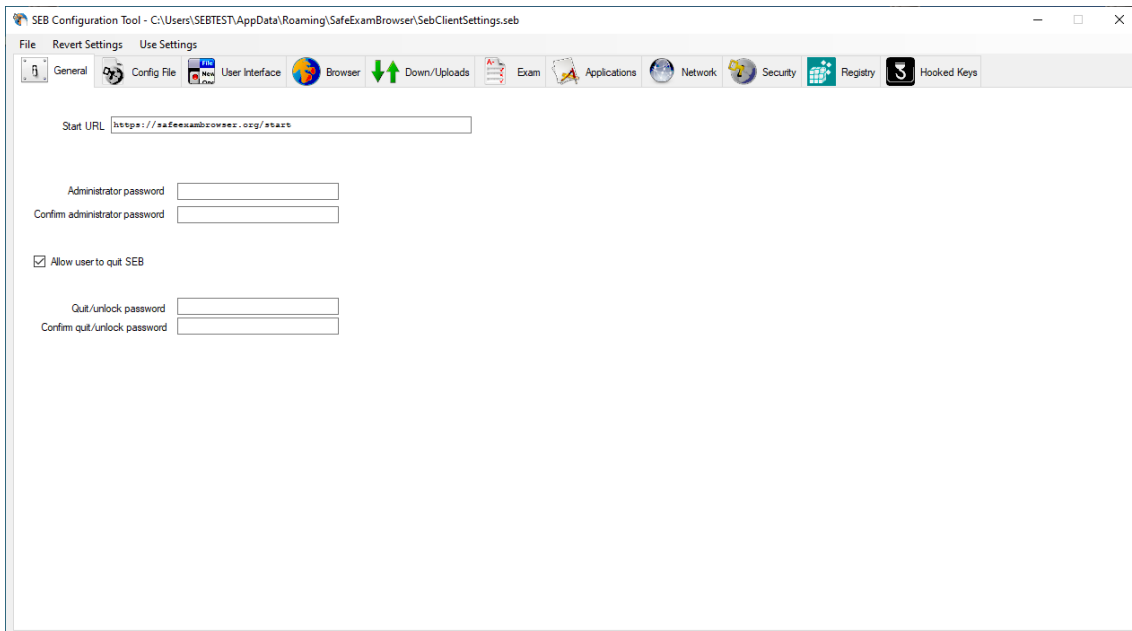 SEB Configuration Tool - C:\Users\SEBTEST\AppData\Roaming\SafeExamBrowser\SebClientSettings.seb
File Revert Settings Use Settings
General Config File User Interface Browser Down/Uploads Exam Applications Network Security Registry Hooked Keys
Start URL https://safeexambrowser.org/start
Administrator password
Confirm administrator password
Allow user to quit SEB
Quit/unlock password
Confirm quit/unlock password